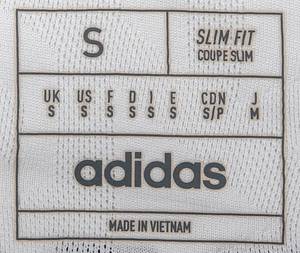 S
SLIM FIT
COUPE SLIM
UK US F D I E CDN J
S S S S S S S/P M
adidas
MADE IN VIETNAM